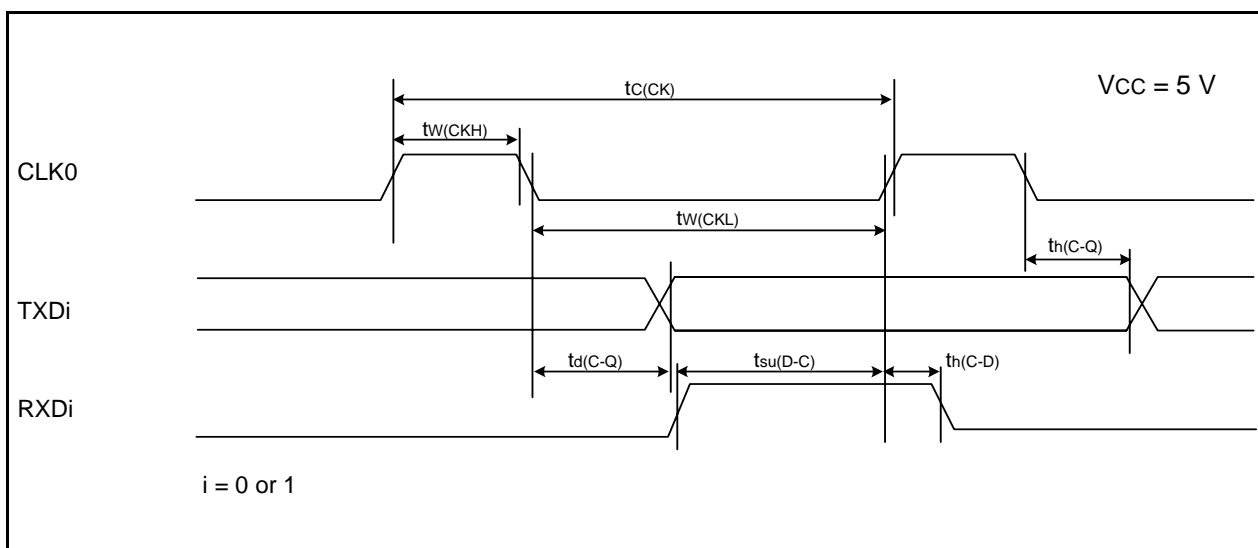 tC(CK)
VCC = 5 V
tW(CKH)
CLK0
tW(CKL)
th(C-Q)
TXDi
td(C-Q)
tsu(D-C)
th(C-D)
RXDi
i = 0 or 1